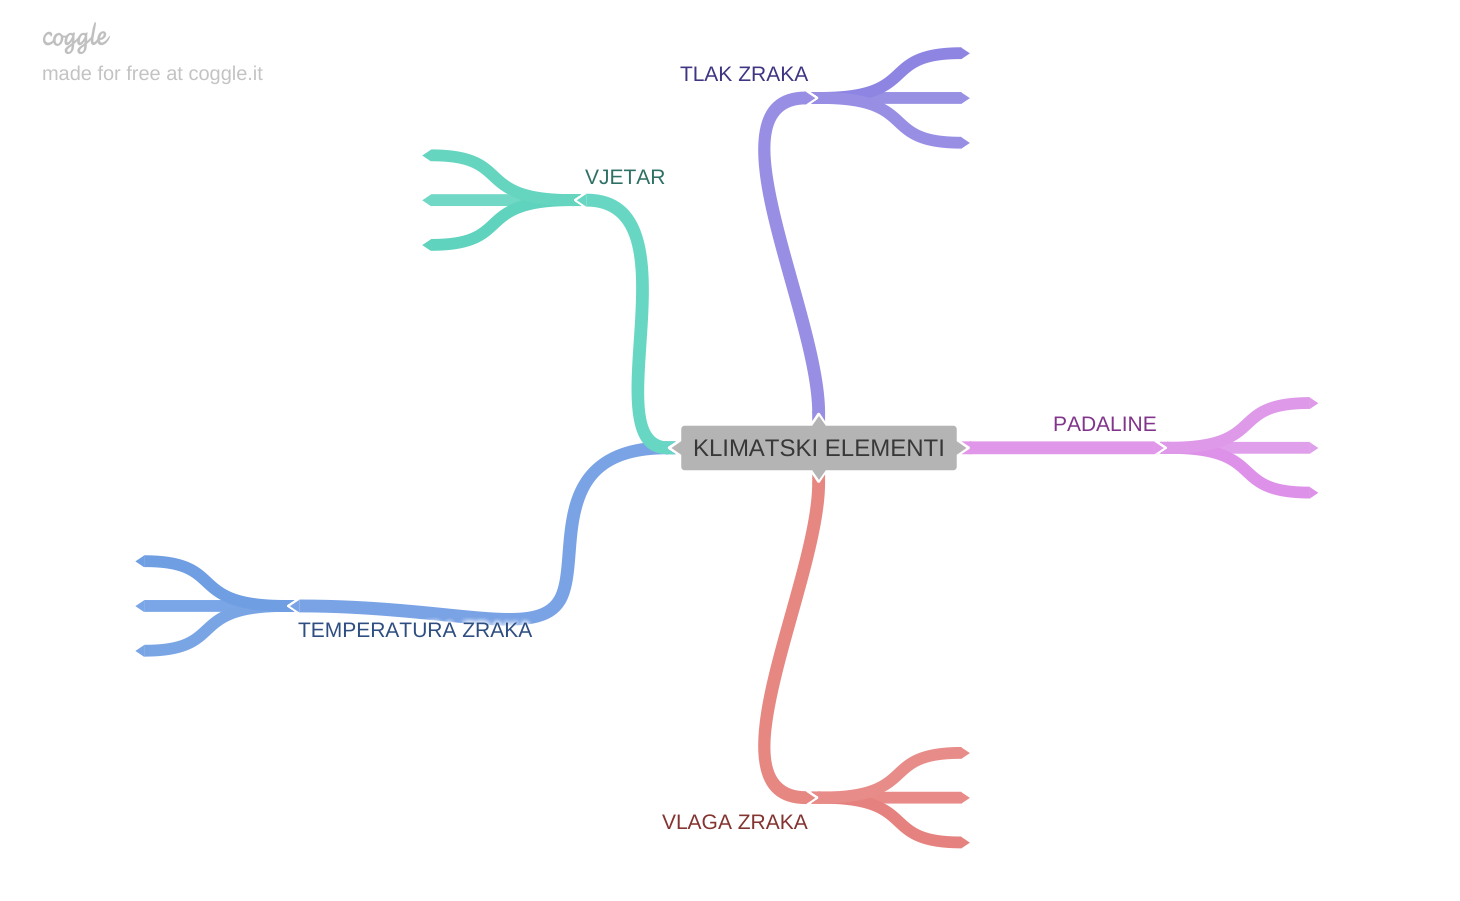 coggle
made for free at coggle.it
TLAK ZRAKA
VJETAR
PADALINE
KLIMATSKI ELEMENTI
TEMPERATURA ZRAKA
VLAGA ZRAKA